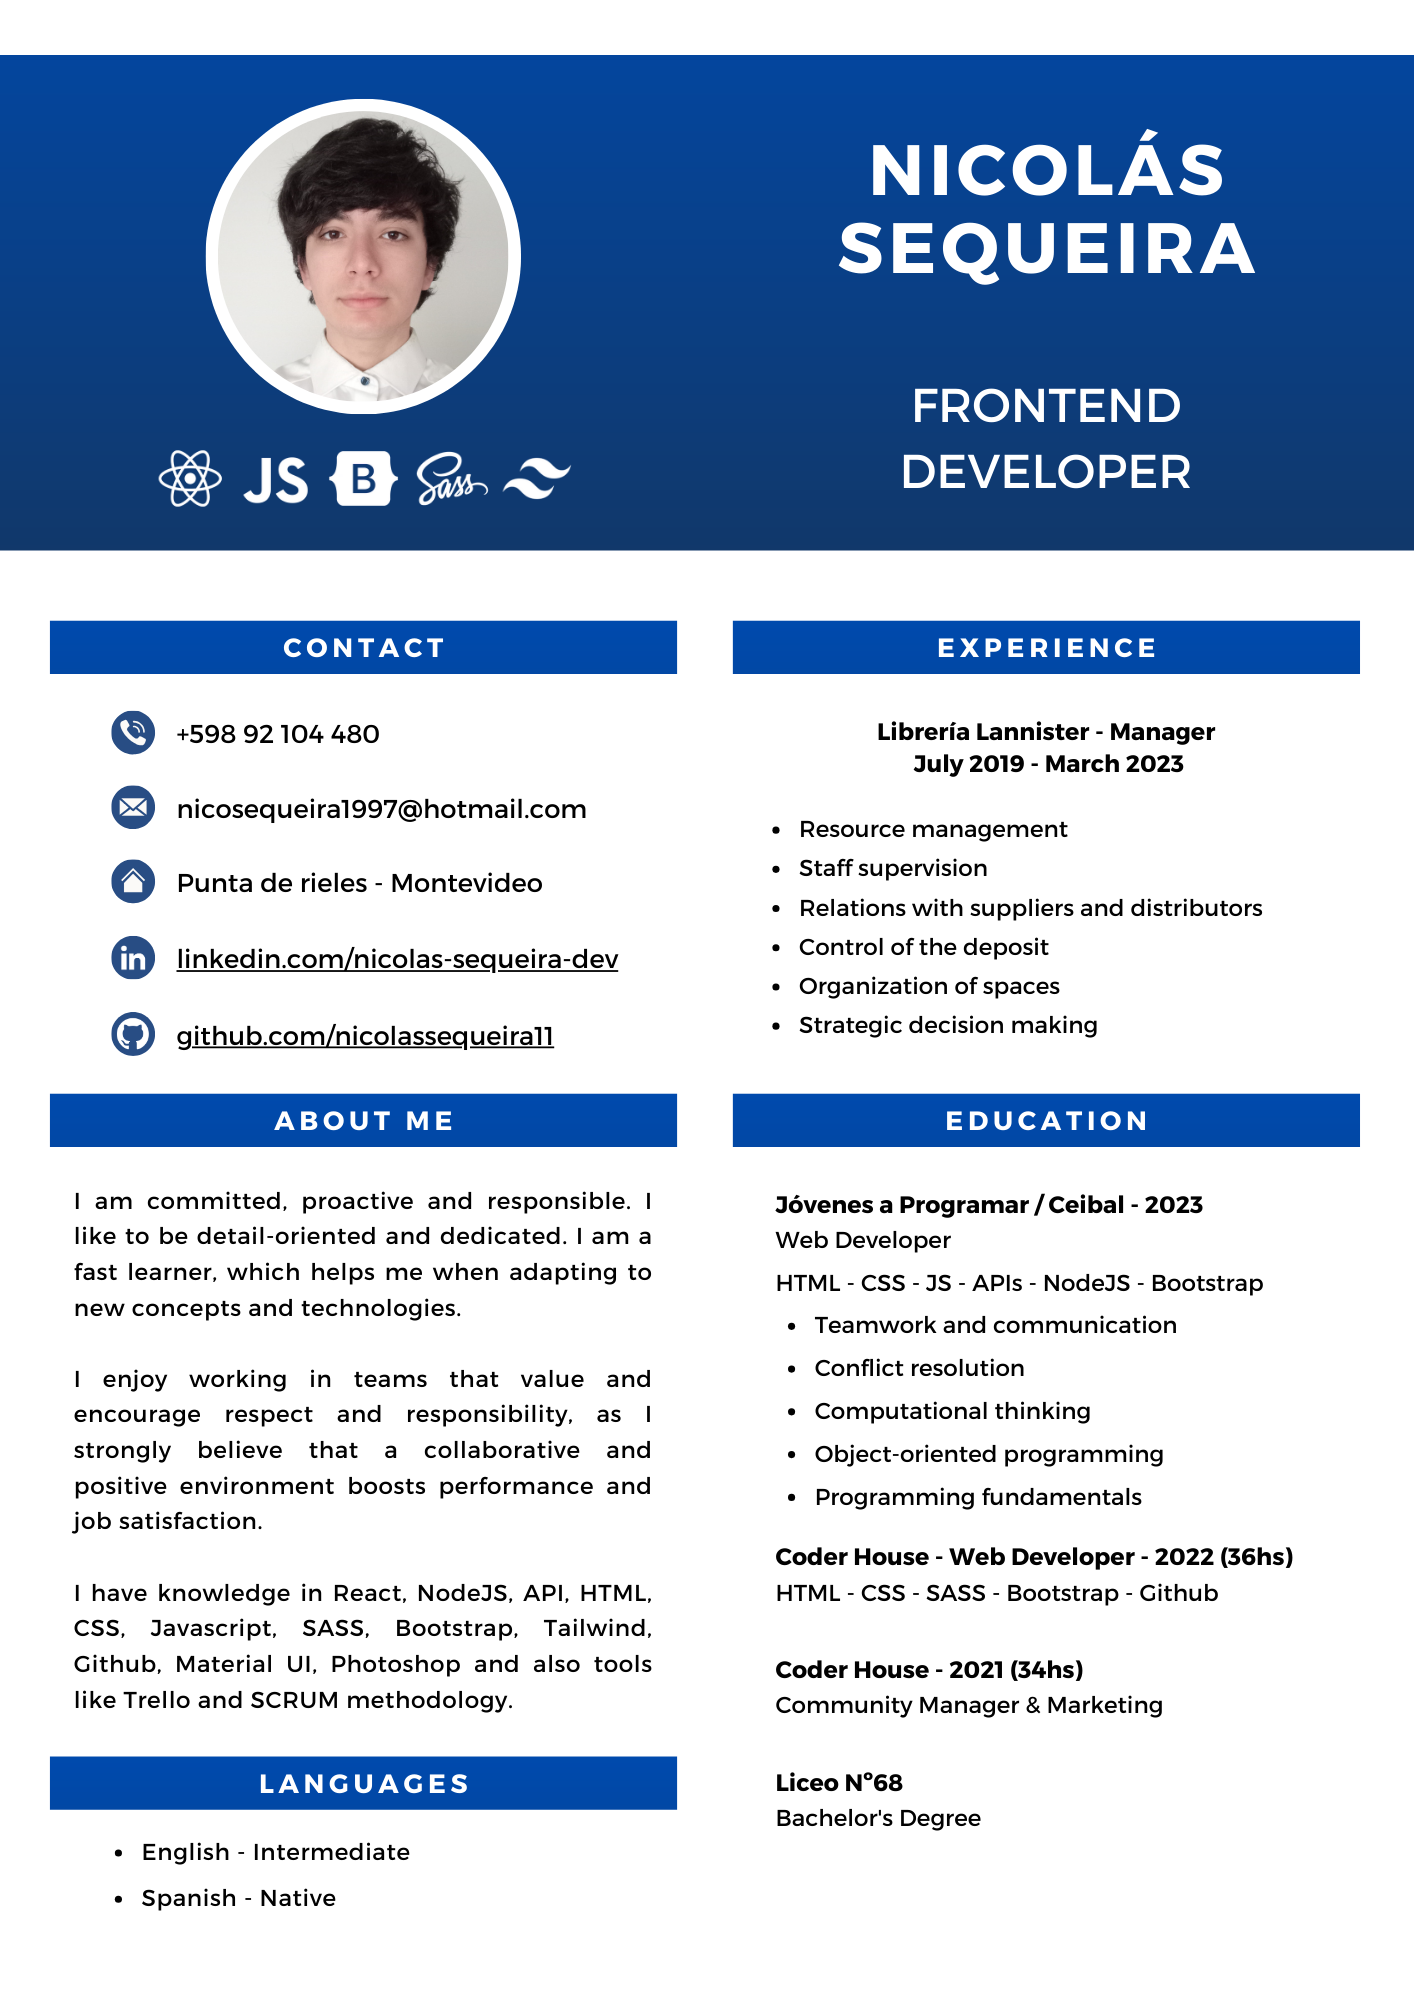 NICOLÁS
SEQUEIRA
FRONTEND
DEVELOPER
JS B Sass
CONTACT
+598 92 104 480
nicosequeira1997@hotmail.com
Punta de rieles - Montevideo
in linkedin.com/nicolas-sequeira-dev
github.com/nicolassequeira11
ABOUT ME
I am committed, proactive and responsible. I
like to be detail-oriented and dedicated. I am a
fast learner, which helps me when adapting to
new concepts and technologies.
I enjoy working in teams that value and
encourage respect and responsibility, as I
strongly believe that a collaborative and
positive environment boosts performance and
job satisfaction.
I have knowledge in React, NodeJS, API, HTML,
CSS, Javascript, SASS, Bootstrap, Tailwind,
Github, Material UI, Photoshop and also tools
like Trello and SCRUM methodology.
LANGUAGES
• English - Intermediate
• Spanish - Native
EXPERIENCE
Librería Lannister - Manager
July 2019 - March 2023
• Resource management
• Staff supervision
• Relations with suppliers and distributors
• Control of the deposit
• Organization of spaces
• Strategic decision making
EDUCATION
Jóvenes a Programar / Ceibal - 2023
Web Developer
HTML - CSS - JS - APIs - NodeJS - Bootstrap
• Teamwork and communication
• Conflict resolution
• Computational thinking
• Object-oriented programming
• Programming fundamentals
Coder House - Web Developer - 2022 (36hs)
HTML - CSS - SASS - Bootstrap - Github
Coder House - 2021 (34hs)
Community Manager & Marketing
Liceo Nº68
Bachelor's Degree